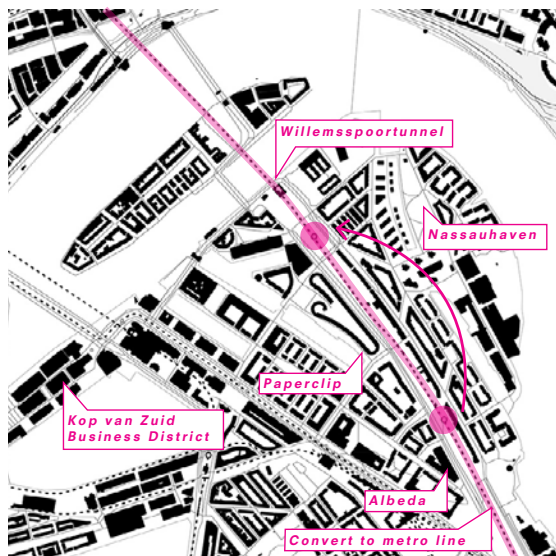 Willemsspoortunnel
Nassauhaven
Paperclip
Kop van Zuid
Business District
Albeda
Convert to metro line